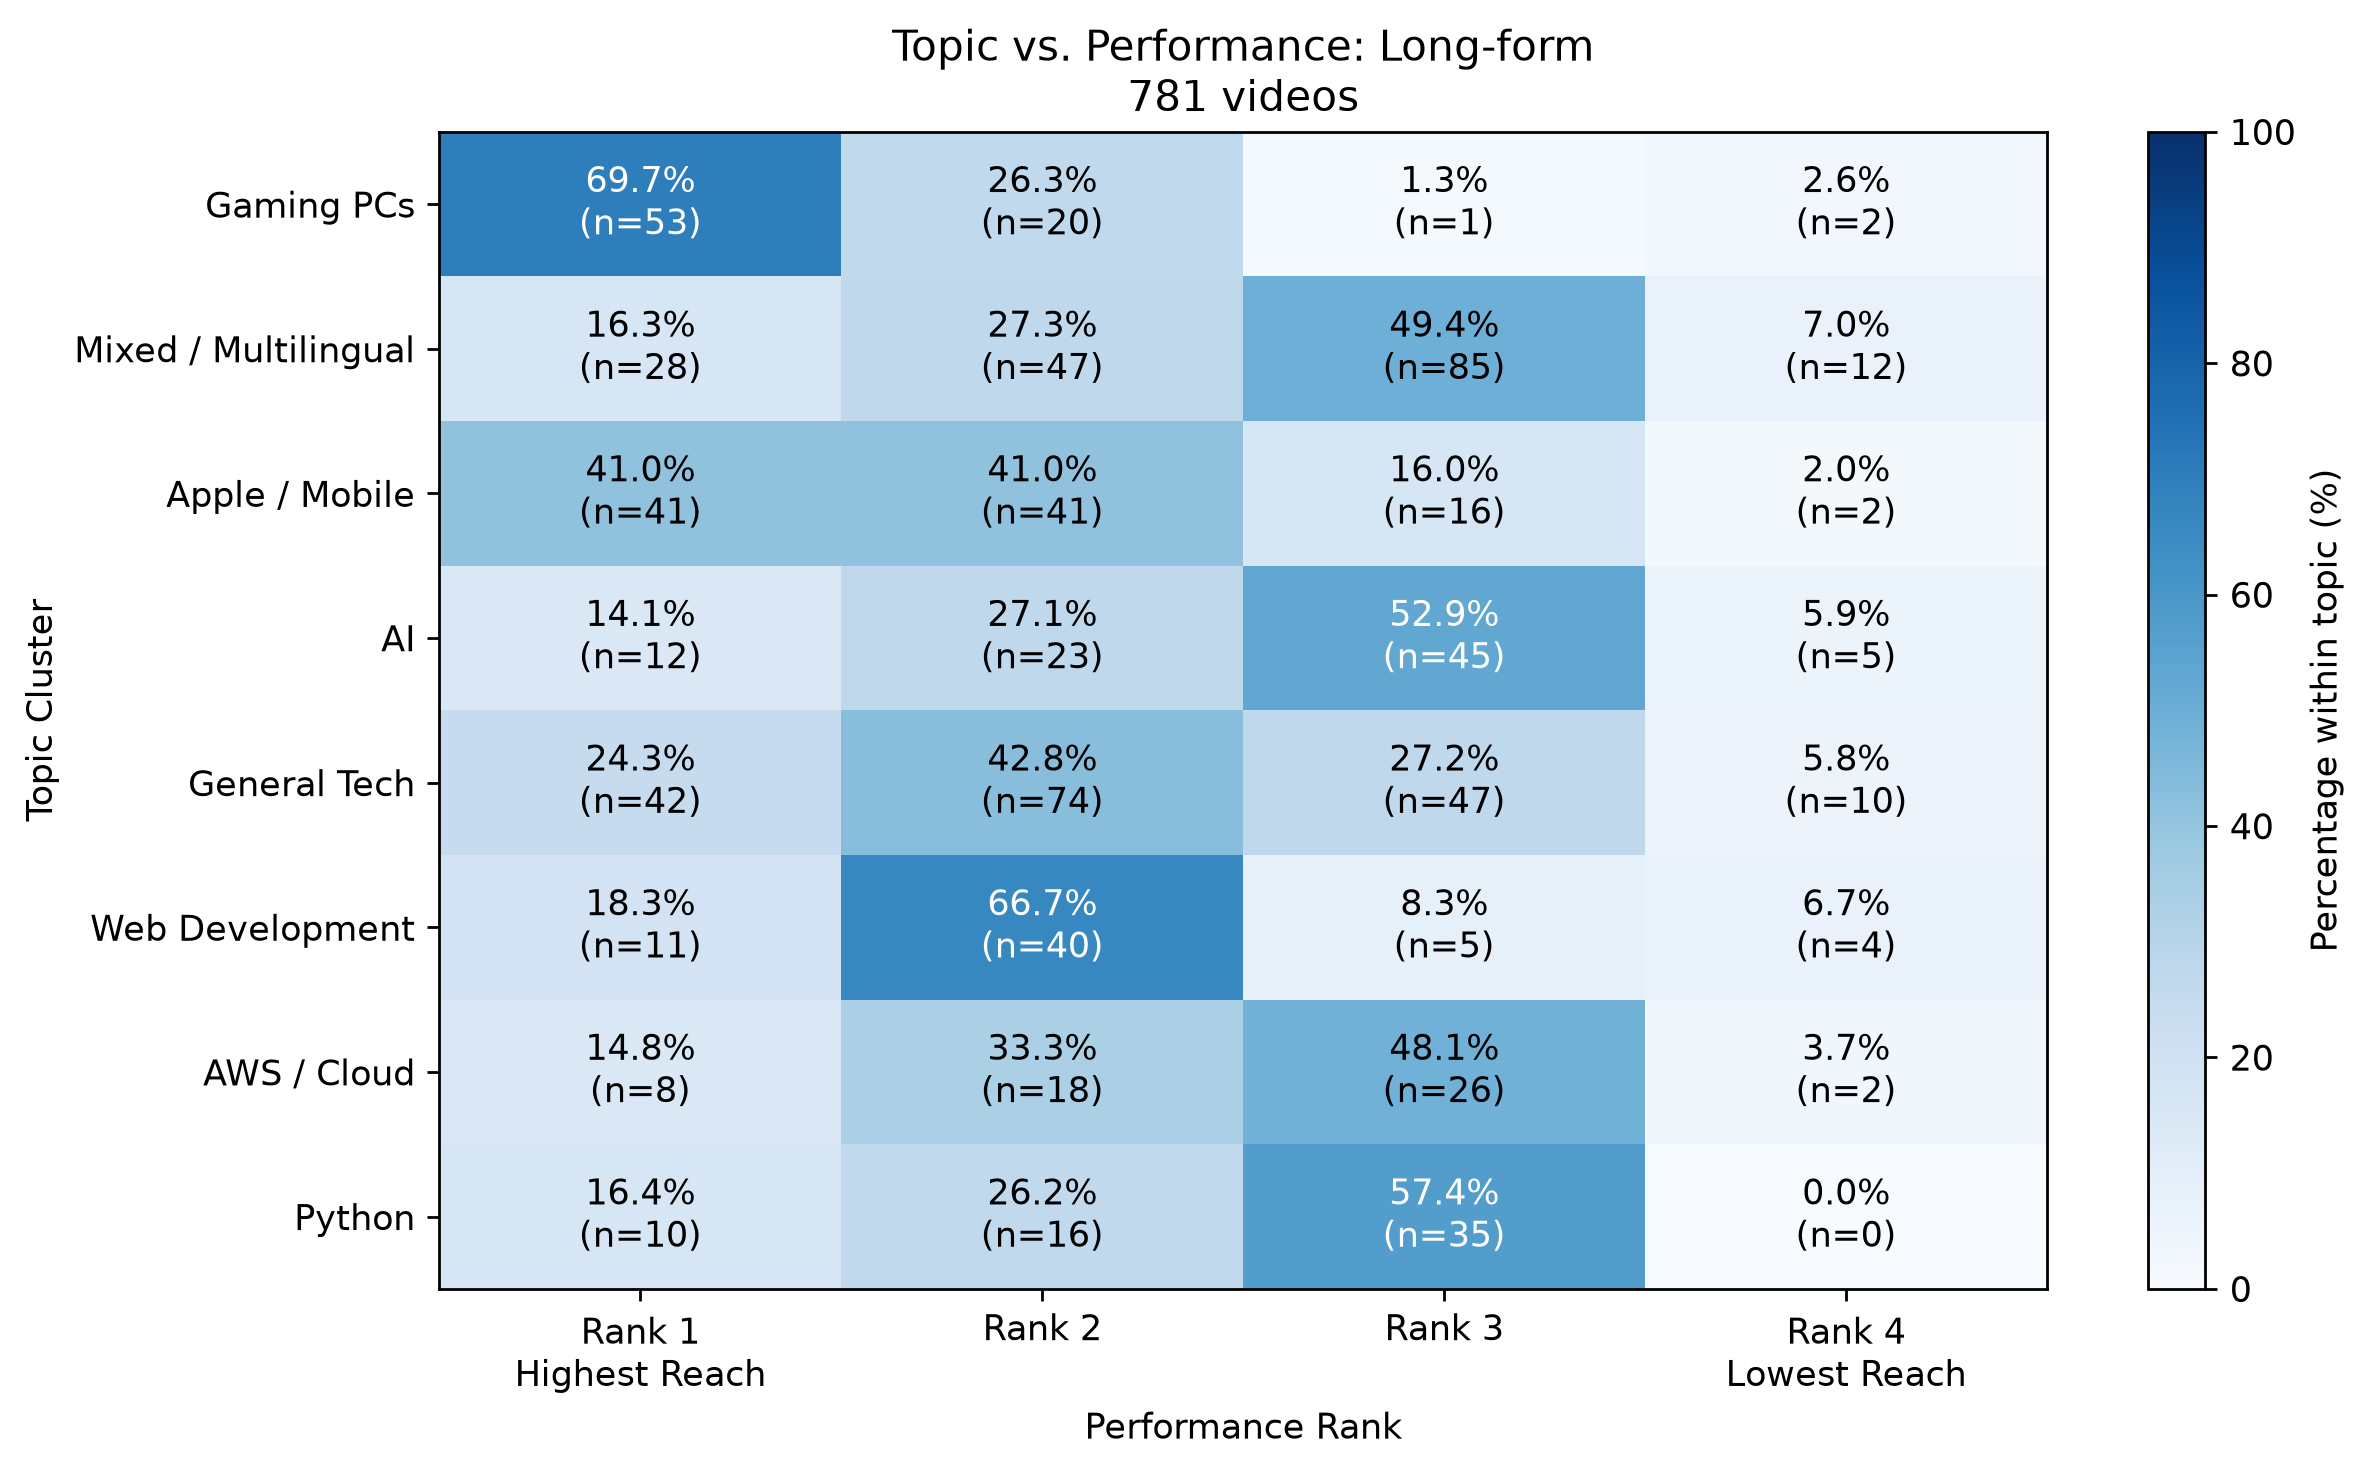 Topic vs. Performance: Long-form
781 videos
Topic Cluster
Gaming PCs
69.7%
(n=53)
26.3%
(n=20)
1.3%
(n=1)
2.6%
(n=2)
Mixed / Multilingual
16.3%
(n=28)
27.3%
(n=47)
49.4%
(n=85)
7.0%
(n=12)
Apple / Mobile
41.0%
(n=41)
41.0%
(n=41)
16.0%
(n=16)
2.0%
(n=2)
AI
14.1%
(n=12)
27.1%
(n=23)
52.9%
(n=45)
5.9%
(n=5)
General Tech
24.3%
(n=42)
42.8%
(n=74)
27.2%
(n=47)
5.8%
(n=10)
Web Development
18.3%
(n=11)
66.7%
(n=40)
8.3%
(n=5)
6.7%
(n=4)
AWS / Cloud
14.8%
(n=8)
33.3%
(n=18)
48.1%
(n=26)
3.7%
(n=2)
Python
16.4%
(n=10)
26.2%
(n=16)
57.4%
(n=35)
0.0%
(n=0)
Rank 1
Highest Reach
Rank 2
Rank 3
Rank 4
Lowest Reach
Performance Rank
100
80
60
40
20
0
Percentage within topic (%)